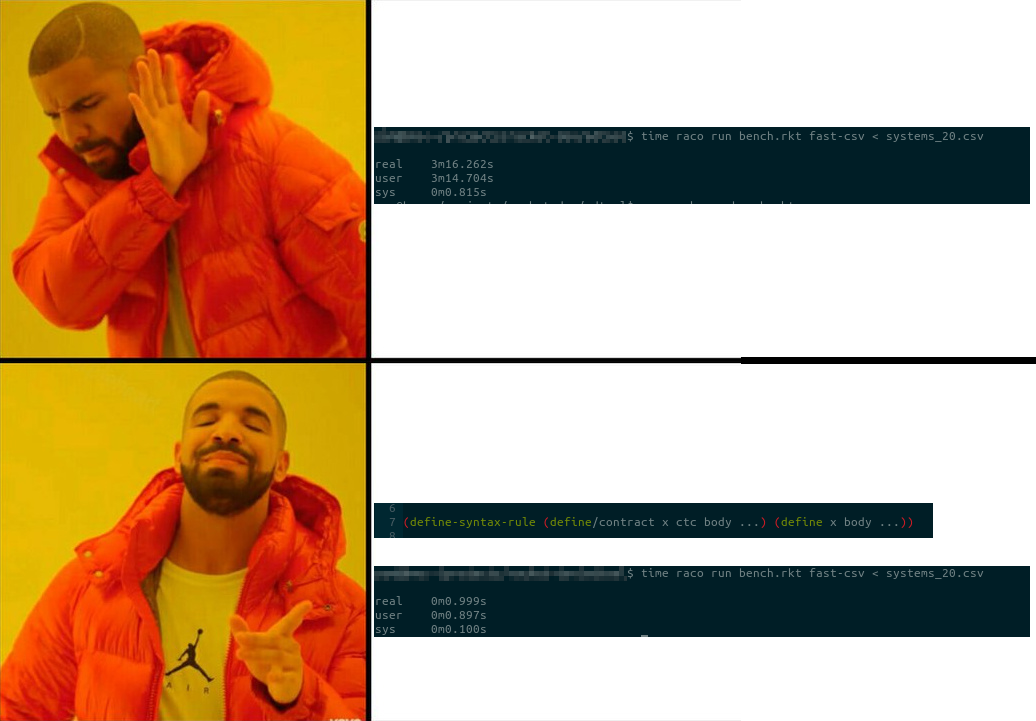 $ time raco run bench.rkt fast-csv < systems_20.csv
real 3m16.262s
user 3m14.704s
sys 0m0.815s
6
7 (define-syntax-rule (define/contract x ctc body ...) (define x body ...))
8
$ time raco run bench.rkt fast-csv < systems_20.csv
real 0m0.999s
user 0m0.897s
sys 0m0.100s
A I R